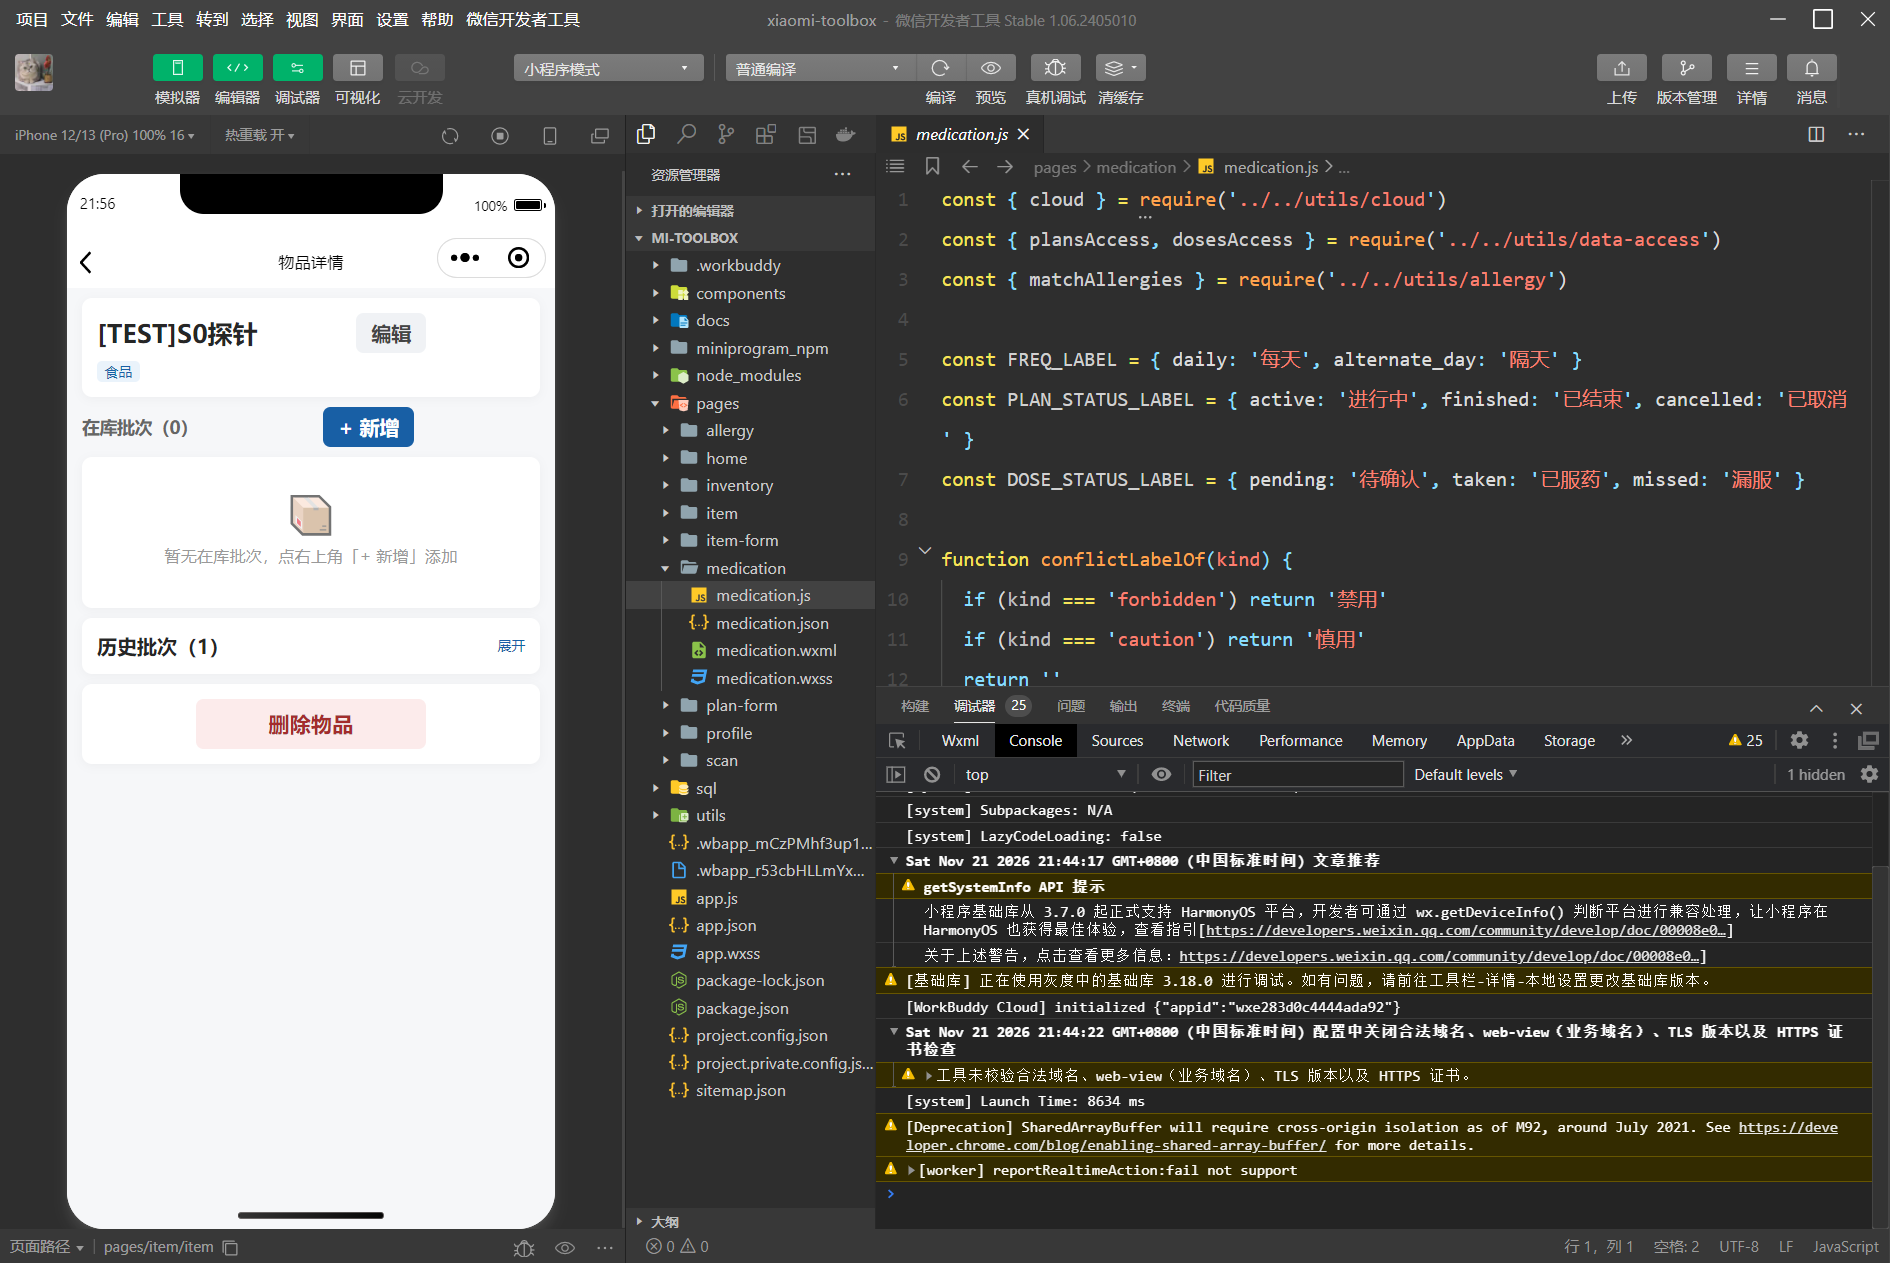 项目 文件 编辑 工具 转到 选择 视图 界面 设置 帮助 微信开发者工具
xiaomi-toolbox - 微信开发者工具 Stable 1.06.2405010
模拟器 编辑器 调试器 可视化 云开发
小程序模式
普通编译
编译 预览 真机调试 清缓存
上传 版本管理 详情 消息
iPhone 12/13 (Pro) 100% 16
热重载 开
21:56
100%
物品详情
[TEST]S0探针
编辑
食品
在库批次（0）
+ 新增
暂无在库批次，点右上角「+ 新增」添加
历史批次（1）
展开
删除物品
页面路径
pages/item/item
资源管理器
打开的编辑器
MI-TOOLBOX
.workbuddy
components
docs
miniprogram_npm
node_modules
pages
allergy
home
inventory
item
item-form
medication
medication.js
medication.json
medication.wxml
medication.wxss
plan-form
profile
scan
sql
utils
.wbapp_mCzPMhf3up1...
.wbapp_r53cbHLLmYx...
app.js
app.json
app.wxss
package-lock.json
package.json
project.config.json
project.private.config.js...
sitemap.json
大纲
0 0
medication.js
pages > medication > medication.js > ...
1 const { cloud } = require('../../utils/cloud')
2 const { plansAccess, dosesAccess } = require('../../utils/data-access')
3 const { matchAllergies } = require('../../utils/allergy')
4
5 const FREQ_LABEL = { daily: '每天', alternate_day: '隔天' }
6 const PLAN_STATUS_LABEL = { active: '进行中', finished: '已结束', cancelled: '已取消
' }
7 const DOSE_STATUS_LABEL = { pending: '待确认', taken: '已服药', missed: '漏服' }
8
9 function conflictLabelOf(kind) {
10 if (kind === 'forbidden') return '禁用'
11 if (kind === 'caution') return '慎用'
12 return ''
构建 调试器 25 问题 输出 终端 代码质量
Wxml Console Sources Network Performance Memory AppData Storage
25
top
Filter
Default levels
1 hidden
[system] Subpackages: N/A
[system] LazyCodeLoading: false
Sat Nov 21 2026 21:44:17 GMT+0800 (中国标准时间) 文章推荐
getSystemInfo API 提示
小程序基础库从 3.7.0 起正式支持 HarmonyOS 平台，开发者可通过 wx.getDeviceInfo() 判断平台进行兼容处理，让小程序在
HarmonyOS 也获得最佳体验，查看指引[https://developers.weixin.qq.com/community/develop/doc/00008e0…]
关于上述警告，点击查看更多信息：https://developers.weixin.qq.com/community/develop/doc/00008e0…]
[基础库] 正在使用灰度中的基础库 3.18.0 进行调试。如有问题，请前往工具栏-详情-本地设置更改基础库版本。
[WorkBuddy Cloud] initialized {"appid":"wxe283d0c4444ada92"}
Sat Nov 21 2026 21:44:22 GMT+0800 (中国标准时间) 配置中关闭合法域名、web-view（业务域名）、TLS 版本以及 HTTPS 证
书检查
工具未校验合法域名、web-view（业务域名）、TLS 版本以及 HTTPS 证书。
[system] Launch Time: 8634 ms
[Deprecation] SharedArrayBuffer will require cross-origin isolation as of M92, around July 2021. See https://deve
loper.chrome.com/blog/enabling-shared-array-buffer/ for more details.
[worker] reportRealtimeAction:fail not support
行 1，列 1 空格: 2 UTF-8 LF JavaScript